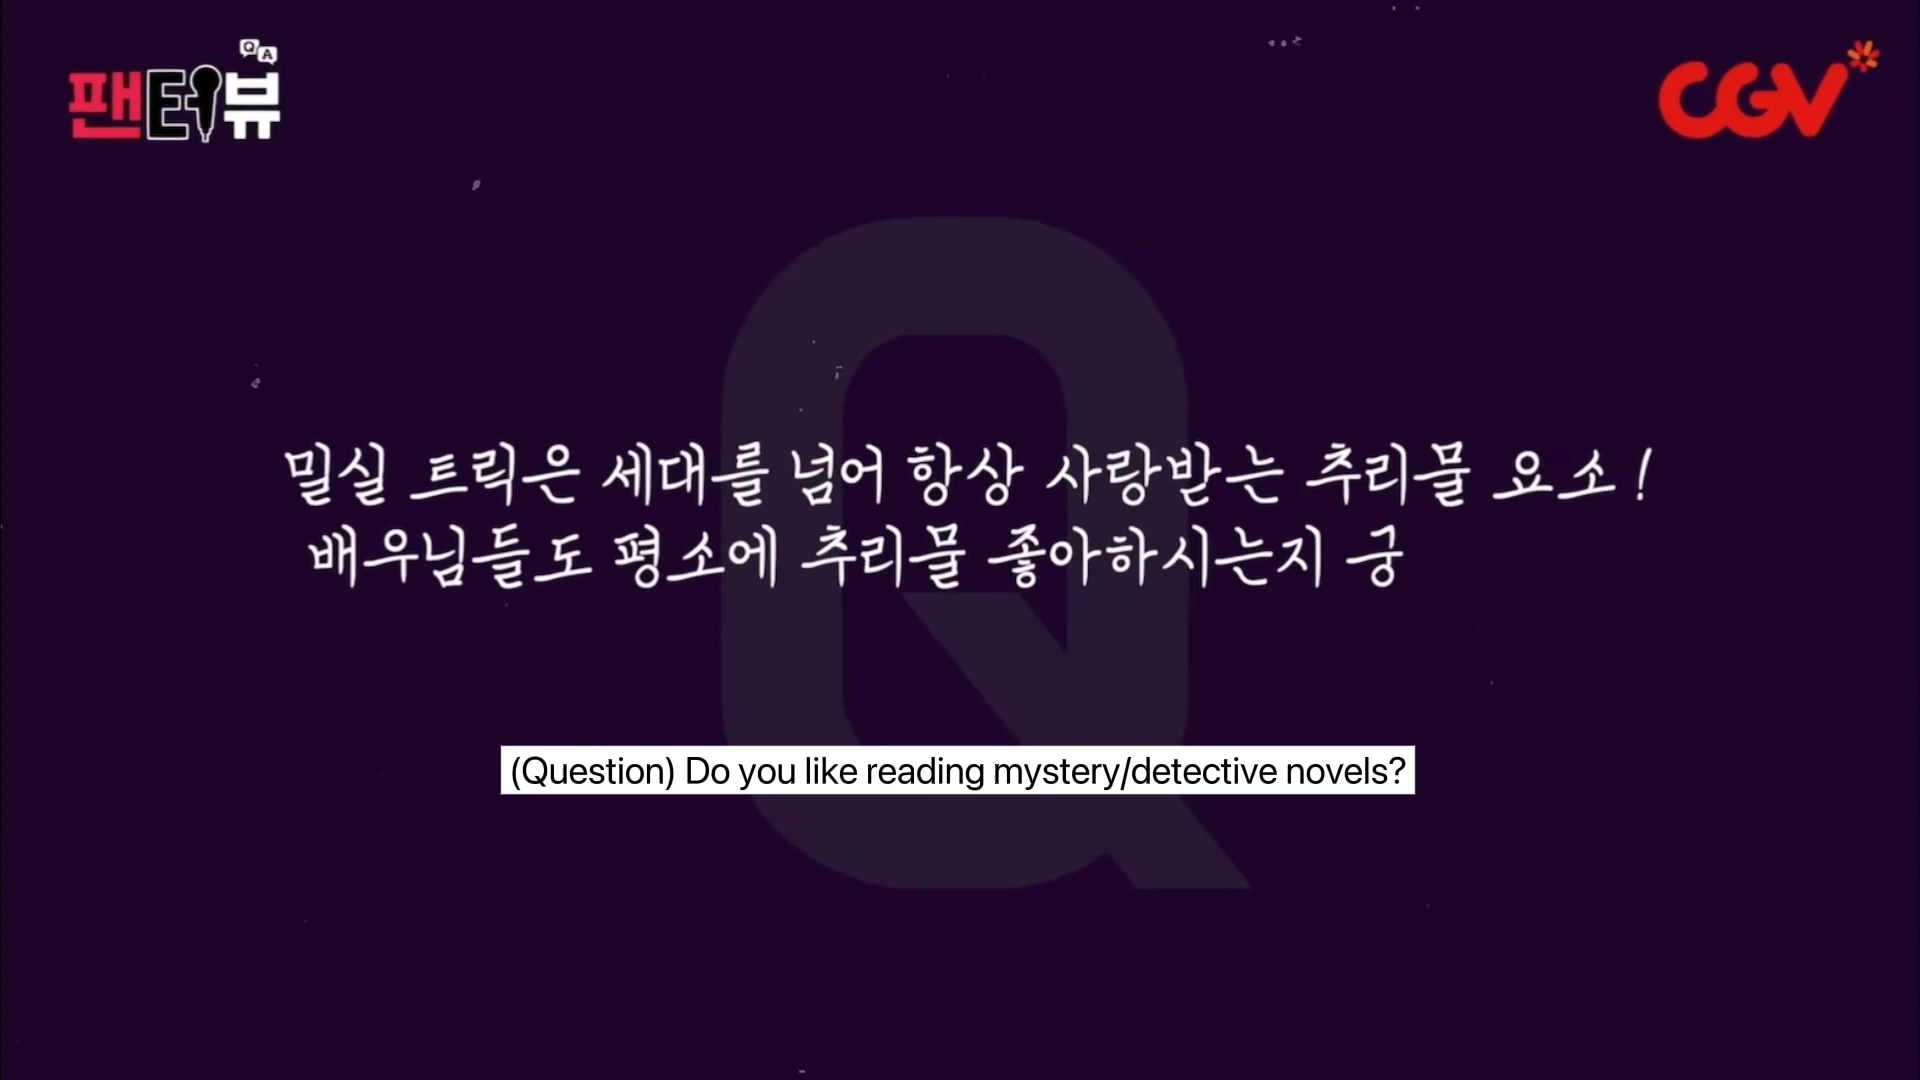 Q A
팬터뷰
CGV
밀실 트릭은 세대를 넘어 항상 사랑받는 추리물 요소!
배우님들도 평소에 추리물 좋아하시는지 궁
(Question) Do you like reading mystery/detective novels?